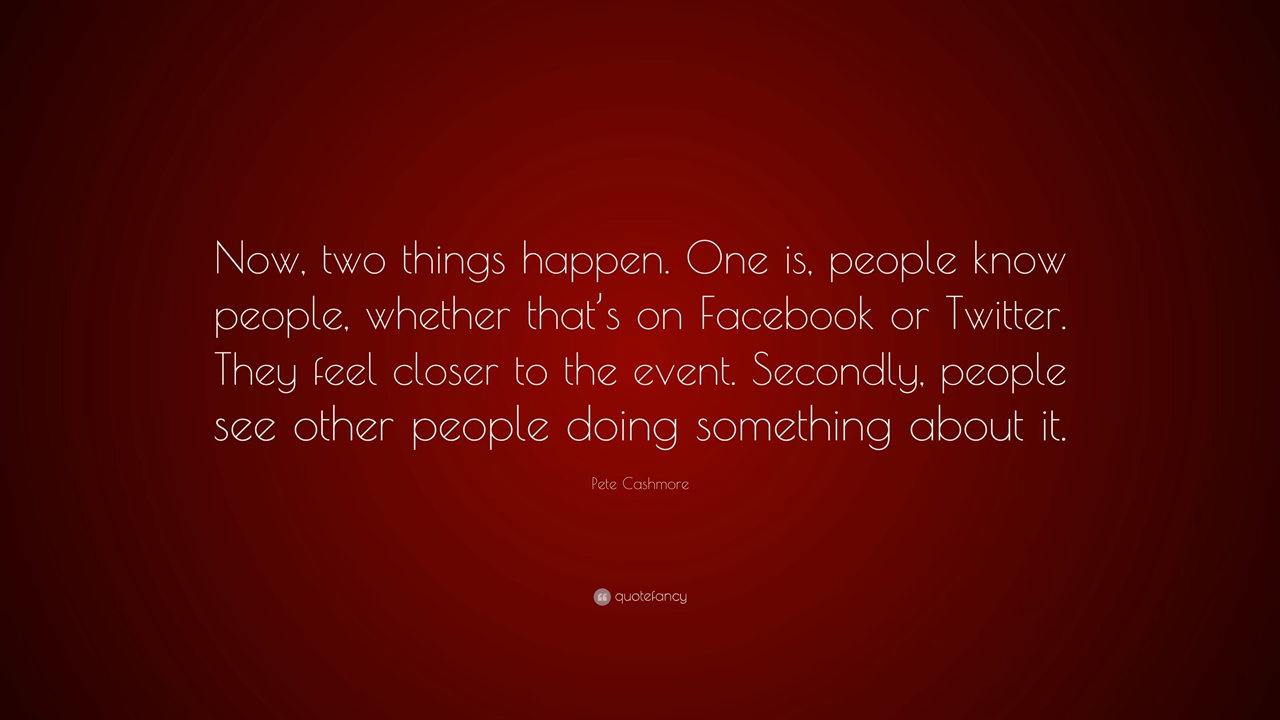 Now, two things happen. One is, people know
people, whether that’s on Facebook or Twitter.
They feel closer to the event. Secondly, people
see other people doing something about it.
Pete Cashmore
quotefancy